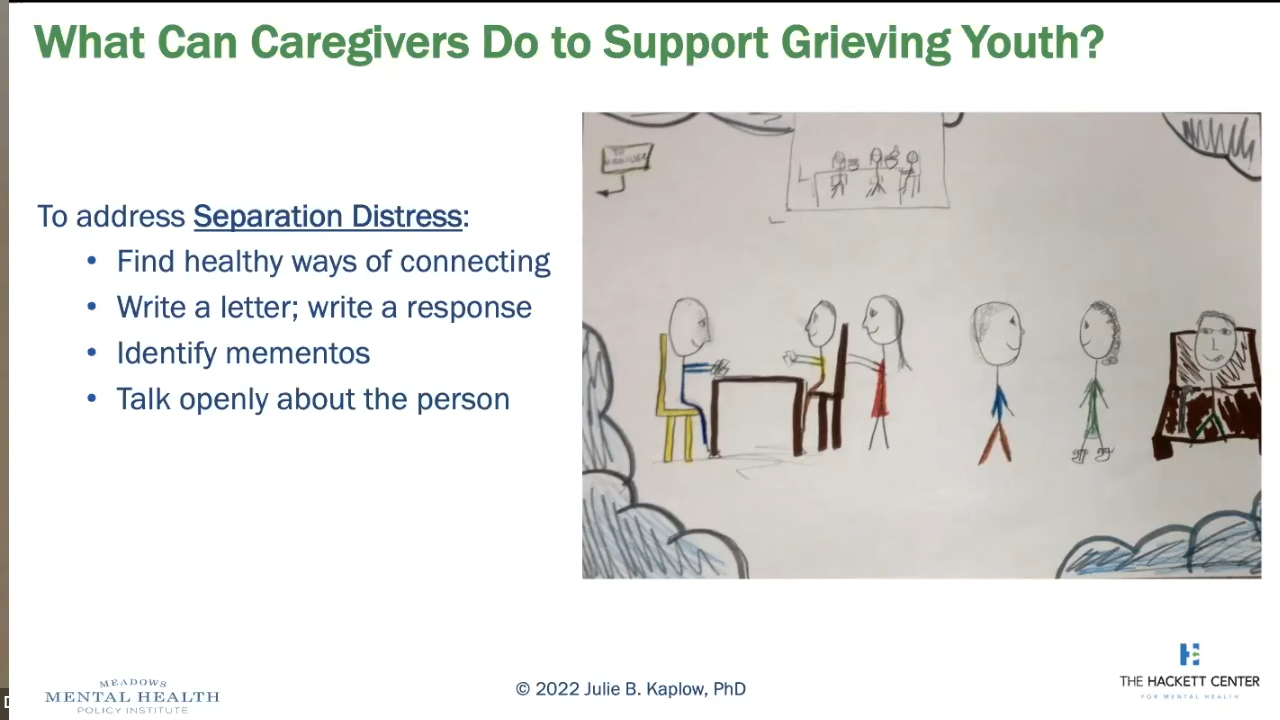 What Can Caregivers Do to Support Grieving Youth?
To address Separation Distress:
• Find healthy ways of connecting
• Write a letter; write a response
• Identify mementos
• Talk openly about the person
MEADOWS
MENTAL HEALTH
POLICY INSTITUTE
© 2022 Julie B. Kaplow, PhD
THE HACKETT CENTER
FOR MENTAL HEALTH